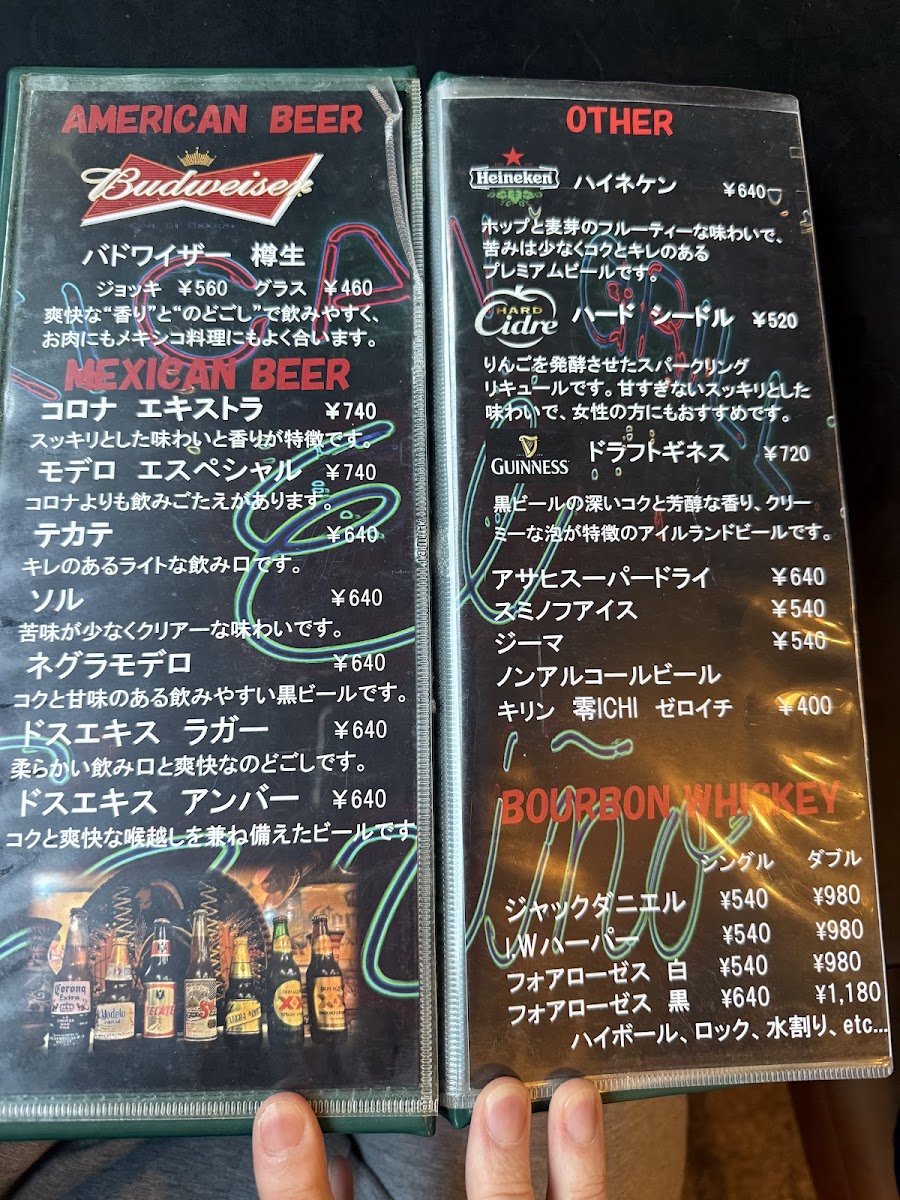 AMERICAN BEER
Budweiser
バドワイザー 樽生
ジョッキ ¥560 グラス ¥460
爽快な“香り”と“のどごし”で飲みやすく、
お肉にもメキシコ料理にもよく合います。
MEXICAN BEER
コロナ エキストラ ¥740
スッキリとした味わいと香りが特徴です。
モデロ エスペシャル ¥740
コロナよりも飲みごたえがあります。
テカテ ¥640
キレのあるライトな飲み口です。
ソル ¥640
苦味が少なくクリアーな味わいです。
ネグラモデロ ¥640
コクと甘味のある飲みやすい黒ビールです。
ドスエキス ラガー ¥640
柔らかい飲み口と爽快なのどごしです。
ドスエキス アンバー ¥640
コクと爽快な喉越しを兼ね備えたビールです
Corona Extra
Modelo
TECATE
XX
OTHER
Heineken ハイネケン ¥640
ホップと麦芽のフルーティーな味わいで、
苦みは少なくコクとキレのある
プレミアムビールです。
HARD Cidre ハード シードル ¥520
りんごを発酵させたスパークリング
リキュールです。甘すぎないスッキリとした
味わいで、女性の方にもおすすめです。
GUINNESS ドラフトギネス ¥720
黒ビールの深いコクと芳醇な香り、クリー
ミーな泡が特徴のアイルランドビールです。
アサヒスーパードライ ¥640
スミノフアイス ¥540
ジーマ ¥540
ノンアルコールビール
キリン 零ICHI ゼロイチ ¥400
BOURBON WHISKEY
シングル ダブル
ジャックダニエル ¥540 ¥980
I.Wハーパー ¥540 ¥980
フォアローゼス 白 ¥540 ¥980
フォアローゼス 黒 ¥640 ¥1,180
ハイボール、ロック、水割り、etc...